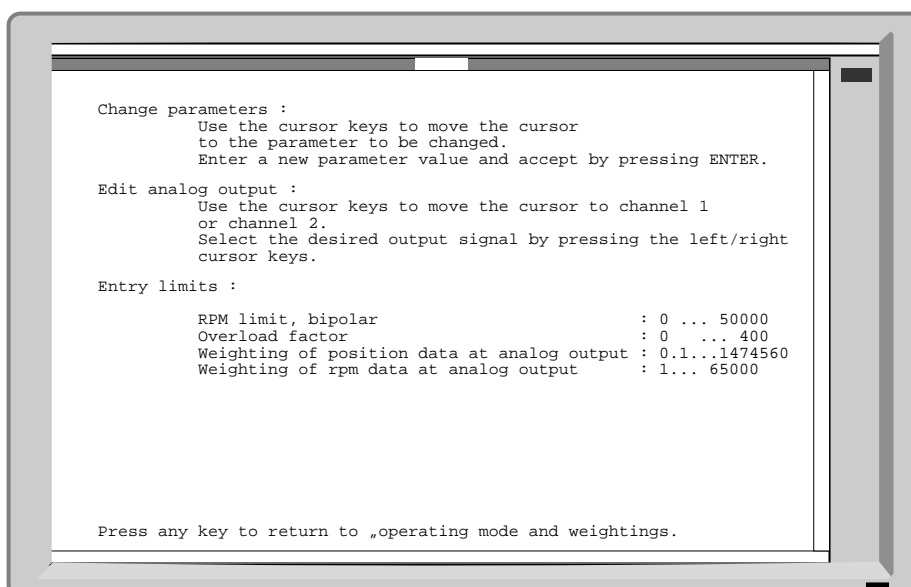 Change parameters :
Use the cursor keys to move the cursor
to the parameter to be changed.
Enter a new parameter value and accept by pressing ENTER.
Edit analog output :
Use the cursor keys to move the cursor to channel 1
or channel 2.
Select the desired output signal by pressing the left/right
cursor keys.
Entry limits :
RPM limit, bipolar : 0 ... 50000
Overload factor : 0 ... 400
Weighting of position data at analog output : 0.1...1474560
Weighting of rpm data at analog output : 1... 65000
Press any key to return to „operating mode and weightings.